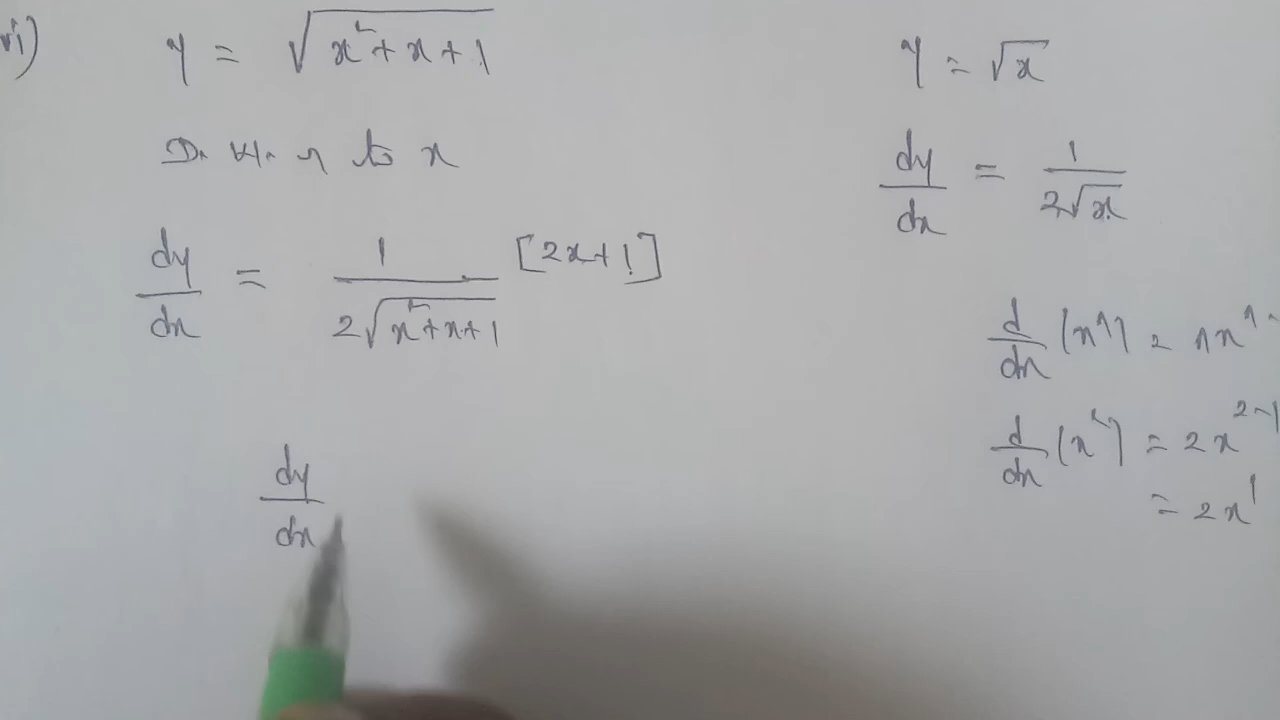 vi) y = √(x² + x + 1)
D. w. r to x
dy/dx = 1/(2√(x² + x + 1)) [2x + 1]
dy/dx
y = √x
dy/dx = 1/(2√x)
d/dx (xⁿ) = nxⁿ⁻
d/dx (x²) = 2x²⁻¹
= 2x¹